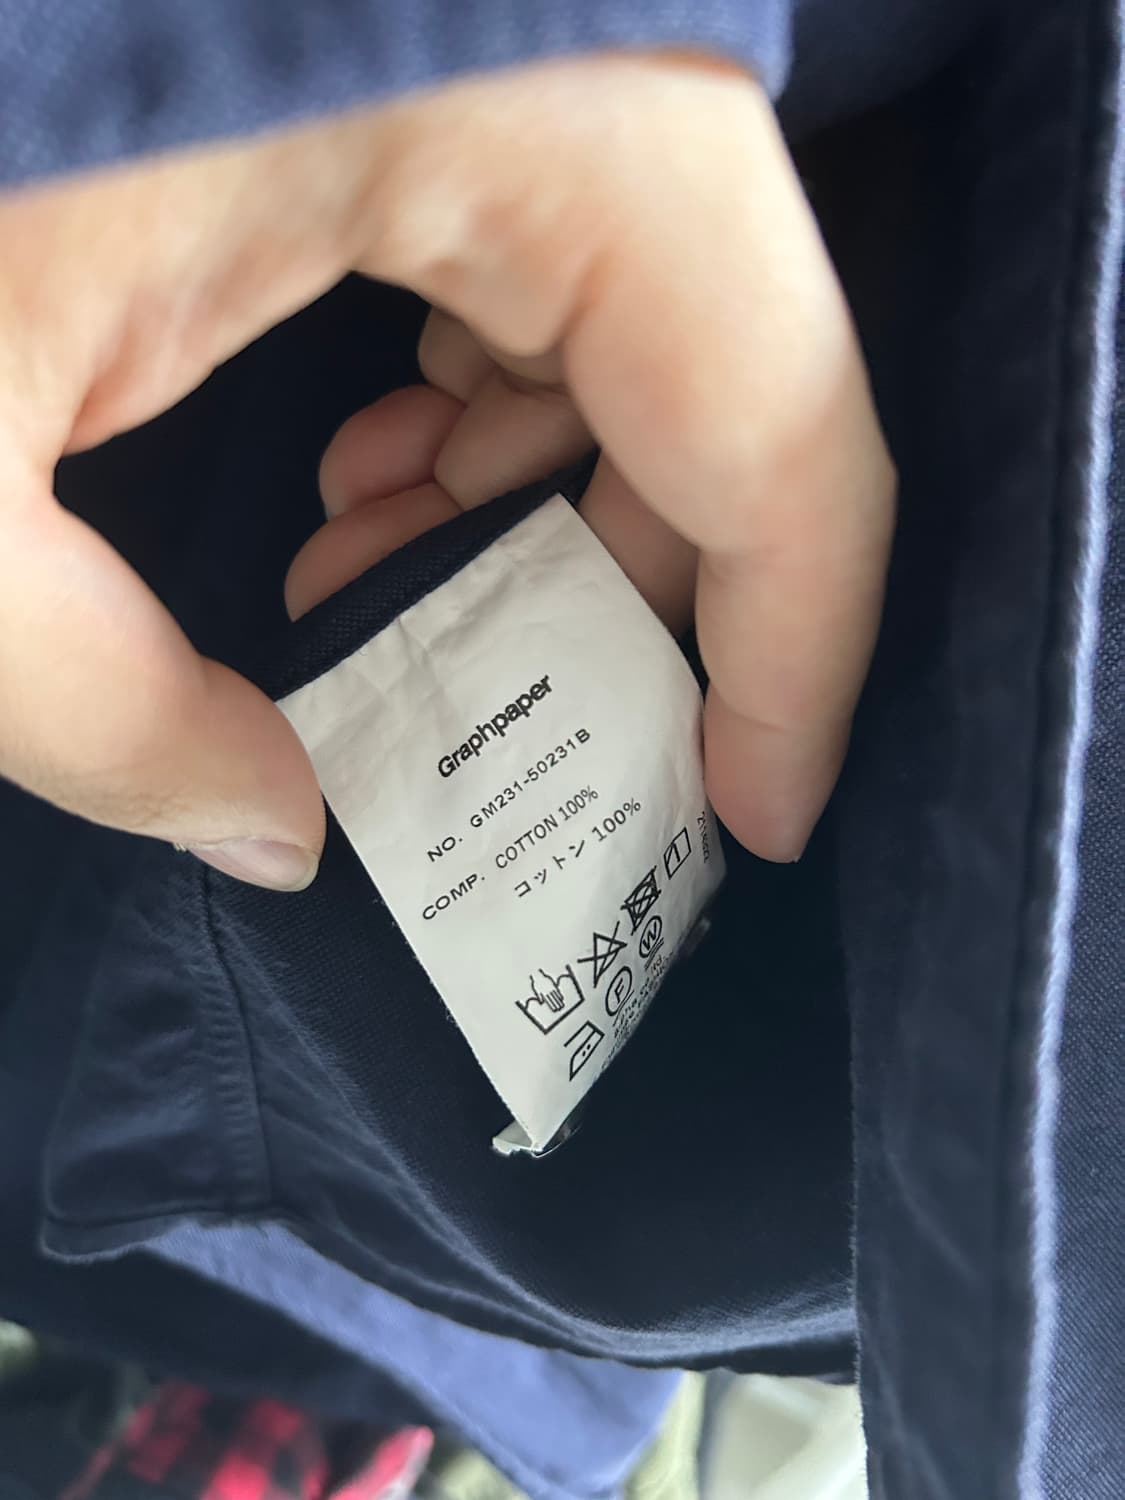 Graphpaper
NO. GM231-50231B
COMP. COTTON 100%
コットン 100%
F
W